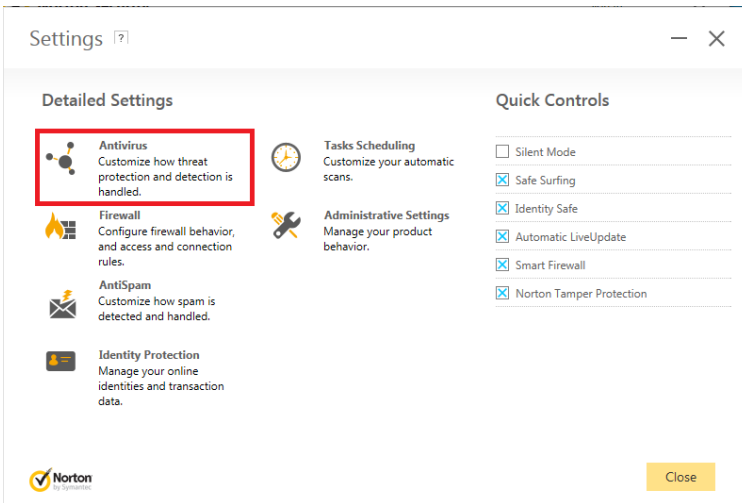 Settings ?
Detailed Settings
Antivirus
Customize how threat
protection and detection is
handled.
Firewall
Configure firewall behavior,
and access and connection
rules.
AntiSpam
Customize how spam is
detected and handled.
Identity Protection
Manage your online
identities and transaction
data.
Tasks Scheduling
Customize your automatic
scans.
Administrative Settings
Manage your product
behavior.
Quick Controls
Silent Mode
Safe Surfing
Identity Safe
Automatic LiveUpdate
Smart Firewall
Norton Tamper Protection
Norton
by Symantec
Close